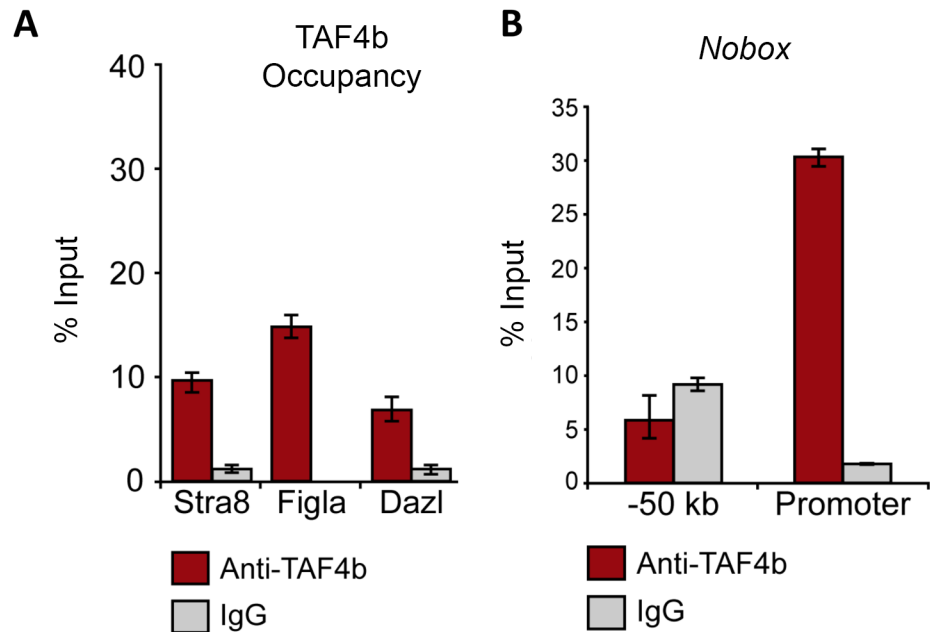 A
TAF4b
Occupancy
% Input
40
30
20
10
0
Stra8 Figla Dazl
Anti-TAF4b
IgG
B
Nobox
% Input
35
30
25
20
15
10
5
0
-50 kb Promoter
Anti-TAF4b
IgG